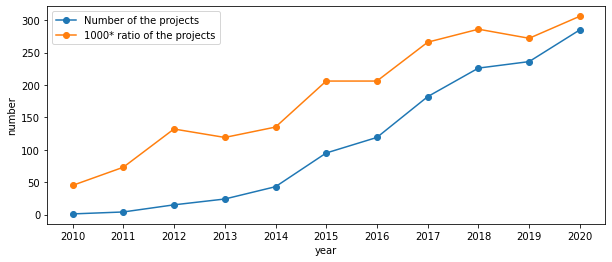 Number of the projects
1000* ratio of the projects
number
300
250
200
150
100
50
0
2010 2011 2012 2013 2014 2015 2016 2017 2018 2019 2020
year